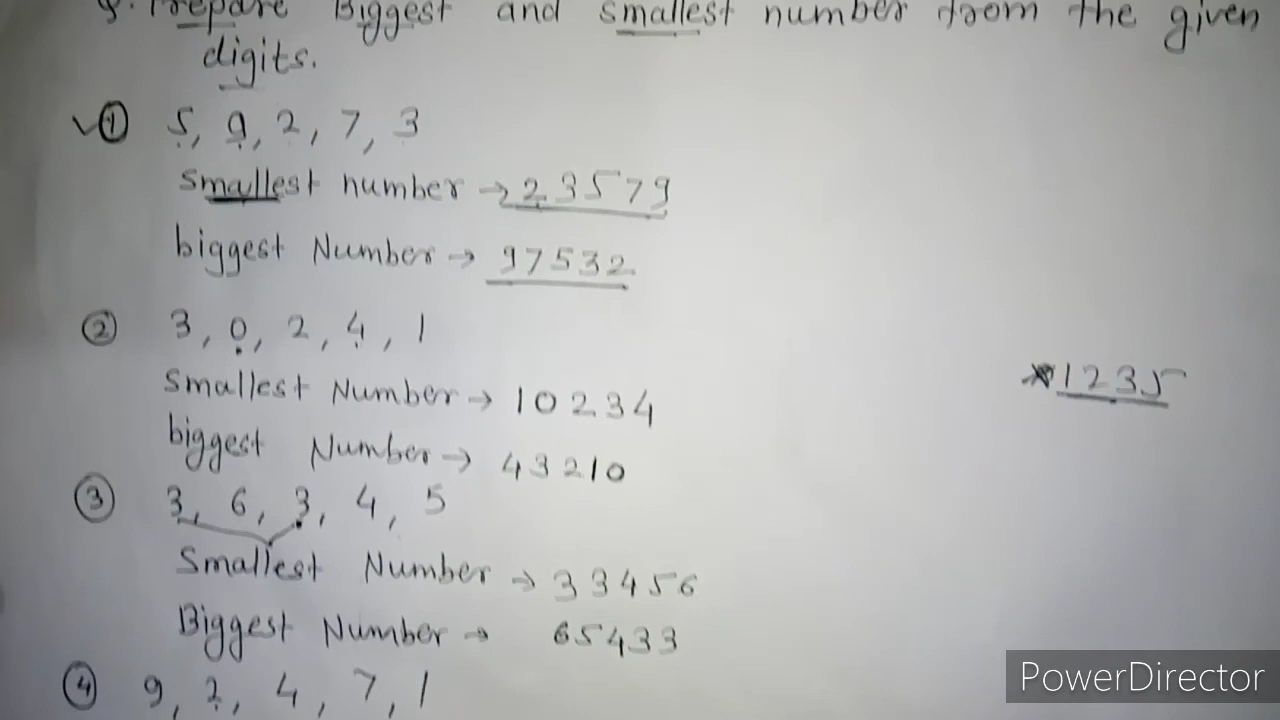 Prepare Biggest and smallest number from the given
digits.
① 5, 9, 2, 7, 3
Smallest number → 23579
biggest Number → 97532
② 3, 0, 2, 4, 1
Smallest Number → 10234
* 1235
biggest Number → 43210
③ 3, 6, 3, 4, 5
Smallest Number → 33456
Biggest Number → 65433
④ 9, 2, 4, 7, 1
PowerDirector